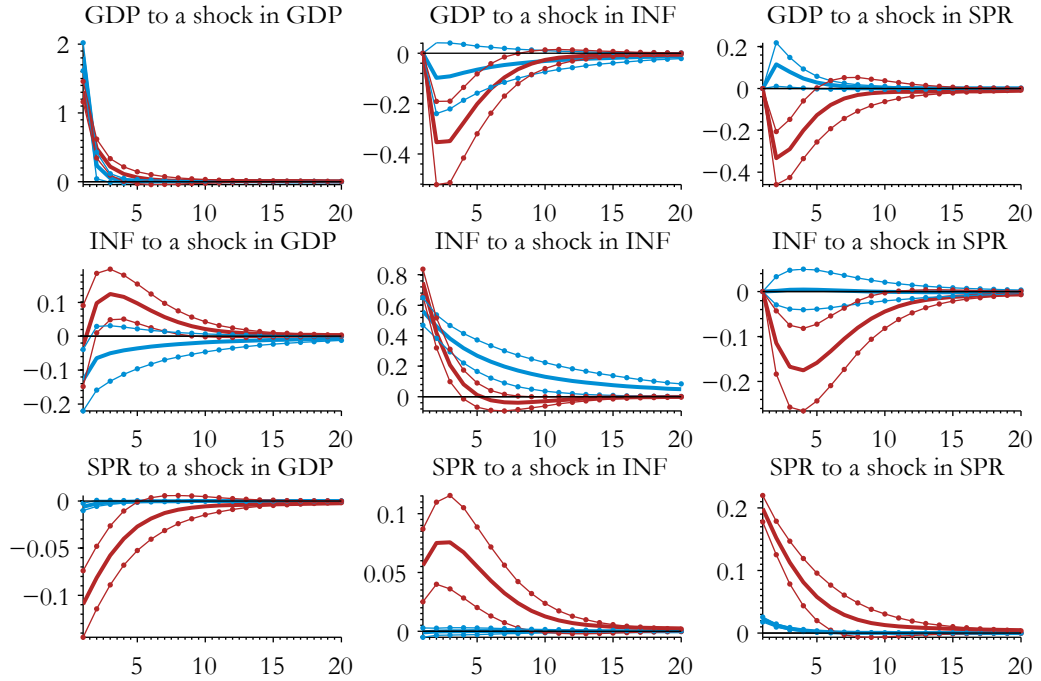 GDP to a shock in GDP GDP to a shock in INF GDP to a shock in SPR
2 0 0.2
1 −0.2 0
0 −0.4 −0.2
−0.4
5 10 15 20 5 10 15 20 5 10 15 20
INF to a shock in GDP INF to a shock in INF INF to a shock in SPR
0.1 0.8 0
0 0.6 −0.1
−0.1 0.4 −0.2
−0.2 0.2
0
5 10 15 20 5 10 15 20 5 10 15 20
SPR to a shock in GDP SPR to a shock in INF SPR to a shock in SPR
0 0.1 0.2
−0.05 0.05 0.1
−0.1 0 0
5 10 15 20 5 10 15 20 5 10 15 20